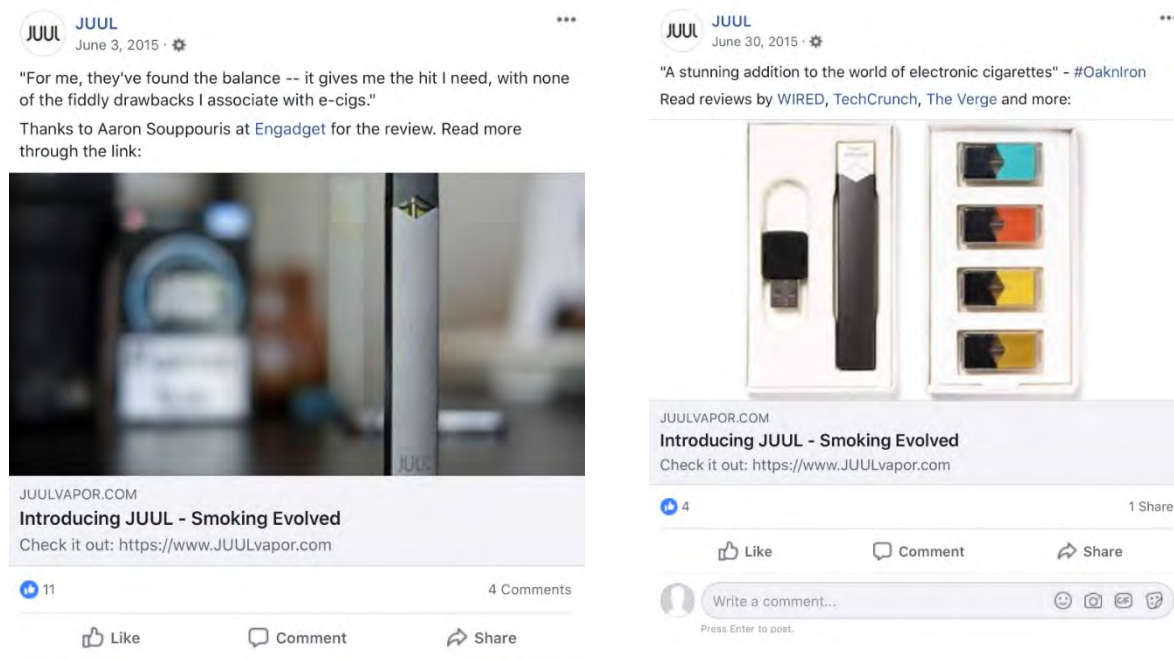 JUUL
JUUL
June 3, 2015 ·
"For me, they've found the balance -- it gives me the hit I need, with none
of the fiddly drawbacks I associate with e-cigs."
Thanks to Aaron Souppouris at Engadget for the review. Read more
through the link:
JUUL
JUULVAPOR.COM
Introducing JUUL - Smoking Evolved
Check it out: https://www.JUULvapor.com
11
4 Comments
Like
Comment
Share
JUUL
JUUL
June 30, 2015 ·
"A stunning addition to the world of electronic cigarettes" - #OaknIron
Read reviews by WIRED, TechCrunch, The Verge and more:
JUULVAPOR.COM
Introducing JUUL - Smoking Evolved
Check it out: https://www.JUULvapor.com
4
1 Share
Like
Comment
Share
Write a comment...
GIF
Press Enter to post.